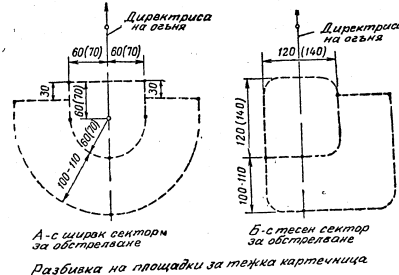 Директриса
на огъня
60(70) 60(70)
30
60(70)
30
60(70)
100-110
А-с широк сектор
за обстрелване
Директриса
на огъня
120 (140)
120 (140)
100-110
Б-с тесен сектор
за обстрелване
Разбивка на площадки за тежка картечница